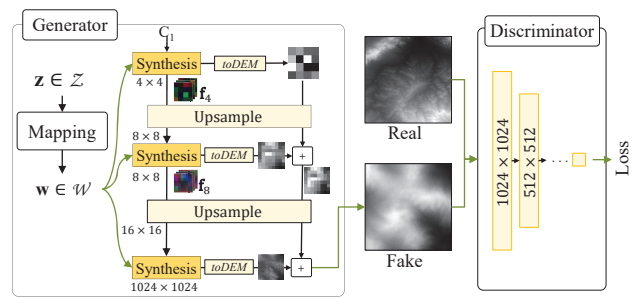 Generator
C₁
z ∈ 𝒵
Mapping
w ∈ 𝒲
Synthesis
toDEM
4 × 4
f₄
Upsample
8 × 8
Synthesis
toDEM
+
8 × 8
f₈
Upsample
16 × 16
Synthesis
toDEM
+
1024 × 1024
Real
Fake
Discriminator
1024 × 1024
512 × 512
· · ·
Loss